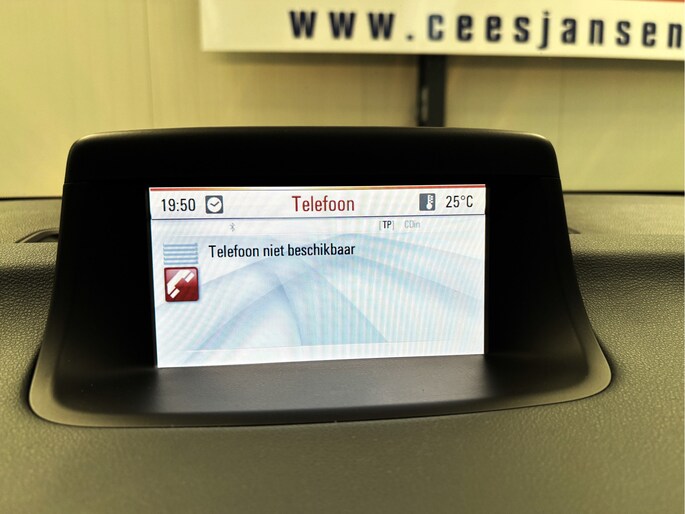 www.ceesjansen
19:50 Telefoon 25°C
|TP| CDin
Telefoon niet beschikbaar